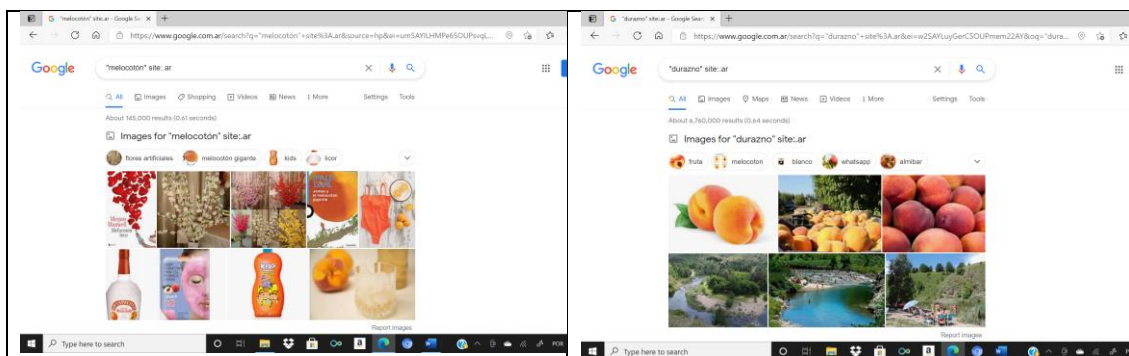 "melocotón" site:.ar - Google Se
https://www.google.com.ar/search?q="melocotón"+site%3A.ar&source=hp&ei=
Google
"melocotón" site:.ar
All Images Shopping Videos News 1 More Settings Tools
About 145,000 results (0.61 seconds)
Images for "melocotón" site:.ar
flores artificiales melocotón gigante kids licor
Report images
Type here to search
POR
"durazno" site:.ar - Google Sear
https://www.google.com.ar/search?q="durazno"+site%3A.ar&ei=
Google
"durazno" site:.ar
All Images Maps News Videos 1 More Settings Tools
About 6,760,000 results (0.64 seconds)
Images for "durazno" site:.ar
fruta melocoton blanco whatsapp almibar
Report images
Type here to search
POR